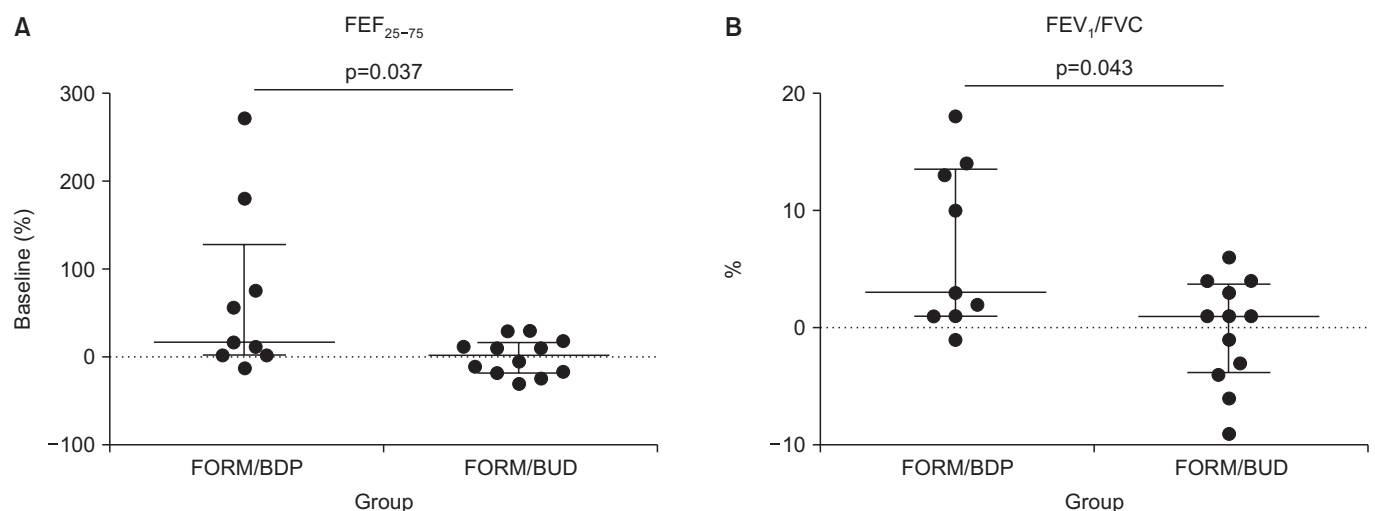 A
FEF25–75
p=0.037
300
200
100
0
−100
Baseline (%)
FORM/BDP
FORM/BUD
Group
B
FEV1/FVC
p=0.043
20
10
0
−10
%
FORM/BDP
FORM/BUD
Group